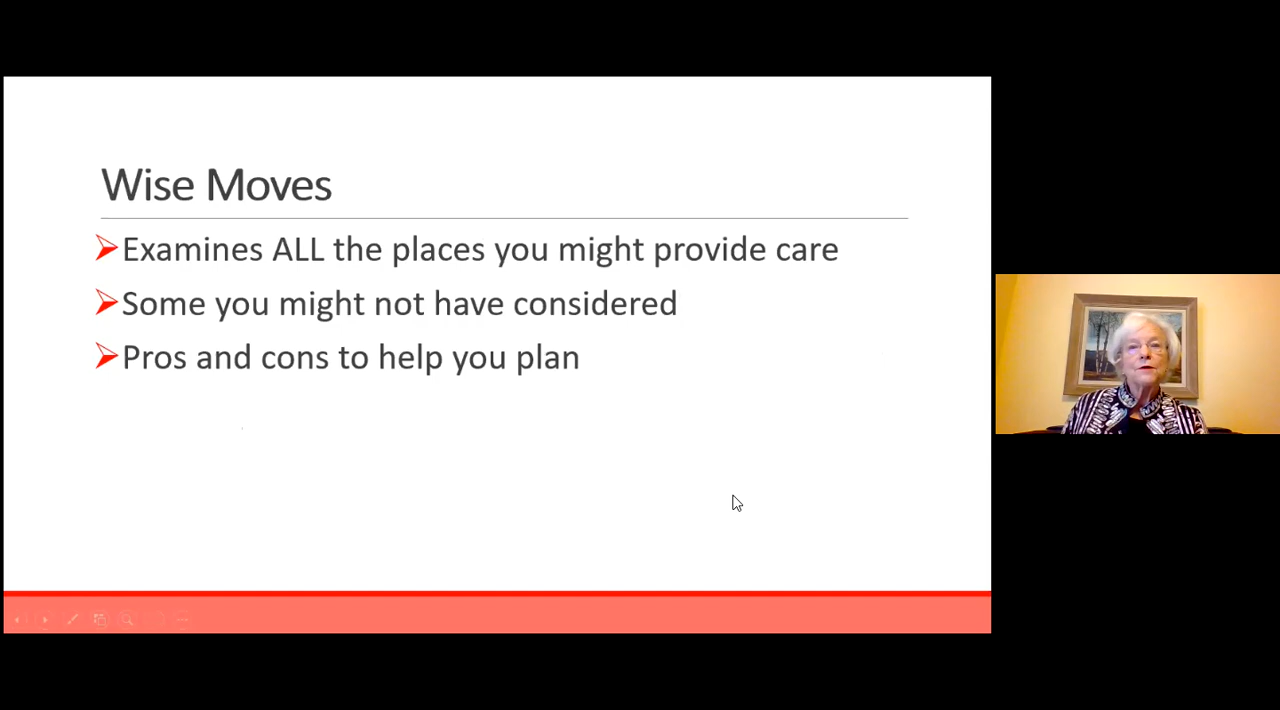 Wise Moves
Examines ALL the places you might provide care
Some you might not have considered
Pros and cons to help you plan